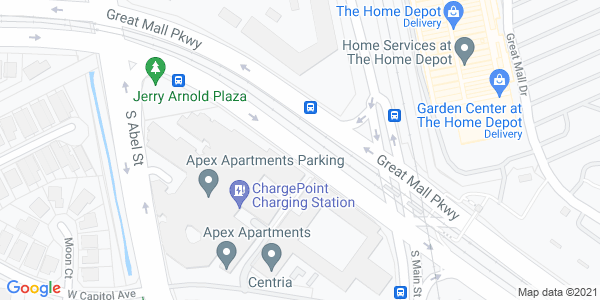 Great Mall Pkwy
The Home Depot
Delivery
Home Services at
The Home Depot
Great Mall Dr
Jerry Arnold Plaza
Garden Center at
The Home Depot
Delivery
S Abel St
Apex Apartments Parking
Great Mall Pkwy
ChargePoint
Charging Station
Apex Apartments
Moon Ct
Centria
S Main St
W Capitol Ave
Google
Map data ©2021